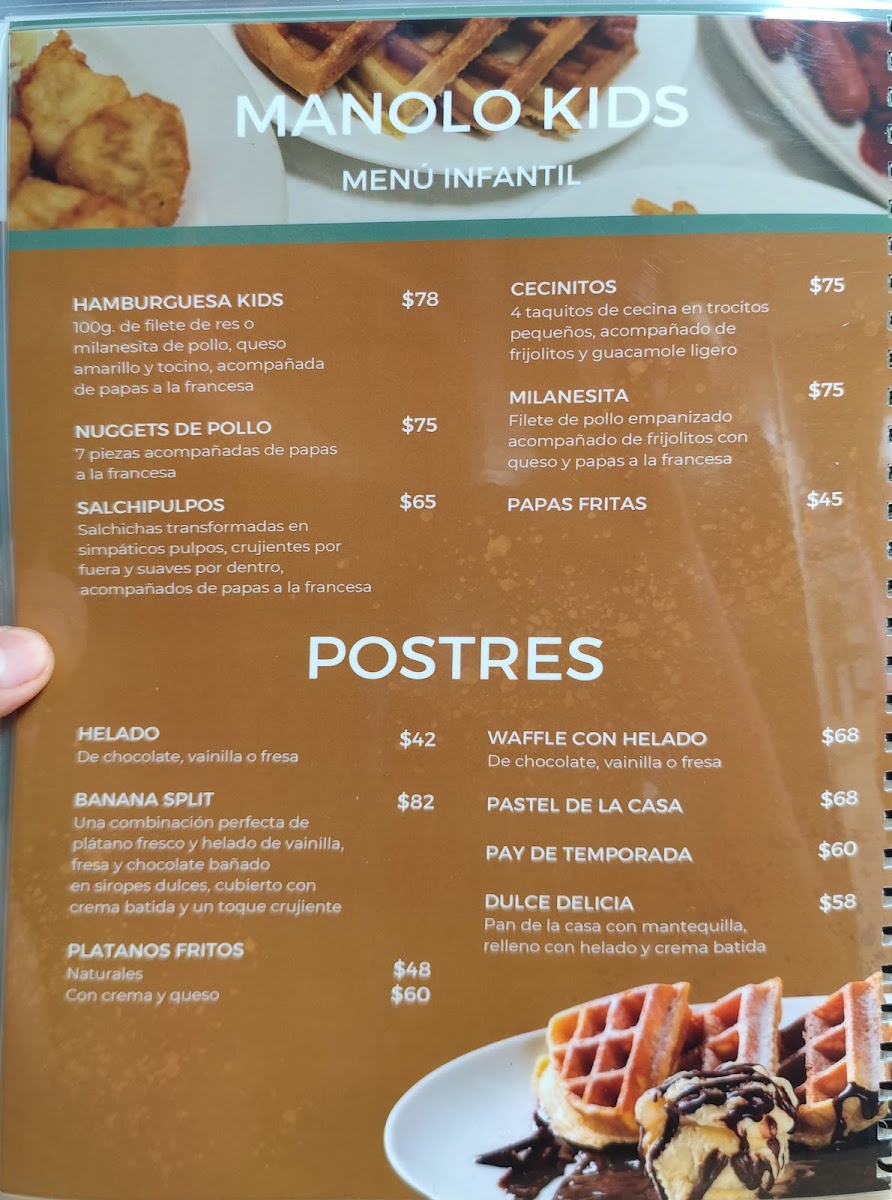 MANOLO KIDS
MENÚ INFANTIL
HAMBURGUESA KIDS $78
100g. de filete de res o
milanesita de pollo, queso
amarillo y tocino, acompañada
de papas a la francesa
NUGGETS DE POLLO $75
7 piezas acompañadas de papas
a la francesa
SALCHIPULPOS $65
Salchichas transformadas en
simpáticos pulpos, crujientes por
fuera y suaves por dentro,
acompañados de papas a la francesa
CECINITOS $75
4 taquitos de cecina en trocitos
pequeños, acompañado de
frijolitos y guacamole ligero
MILANESITA $75
Filete de pollo empanizado
acompañado de frijolitos con
queso y papas a la francesa
PAPAS FRITAS $45
POSTRES
HELADO $42
De chocolate, vainilla o fresa
BANANA SPLIT $82
Una combinación perfecta de
plátano fresco y helado de vainilla,
fresa y chocolate bañado
en siropes dulces, cubierto con
crema batida y un toque crujiente
PLATANOS FRITOS
Naturales $48
Con crema y queso $60
WAFFLE CON HELADO $68
De chocolate, vainilla o fresa
PASTEL DE LA CASA $68
PAY DE TEMPORADA $60
DULCE DELICIA $58
Pan de la casa con mantequilla,
relleno con helado y crema batida